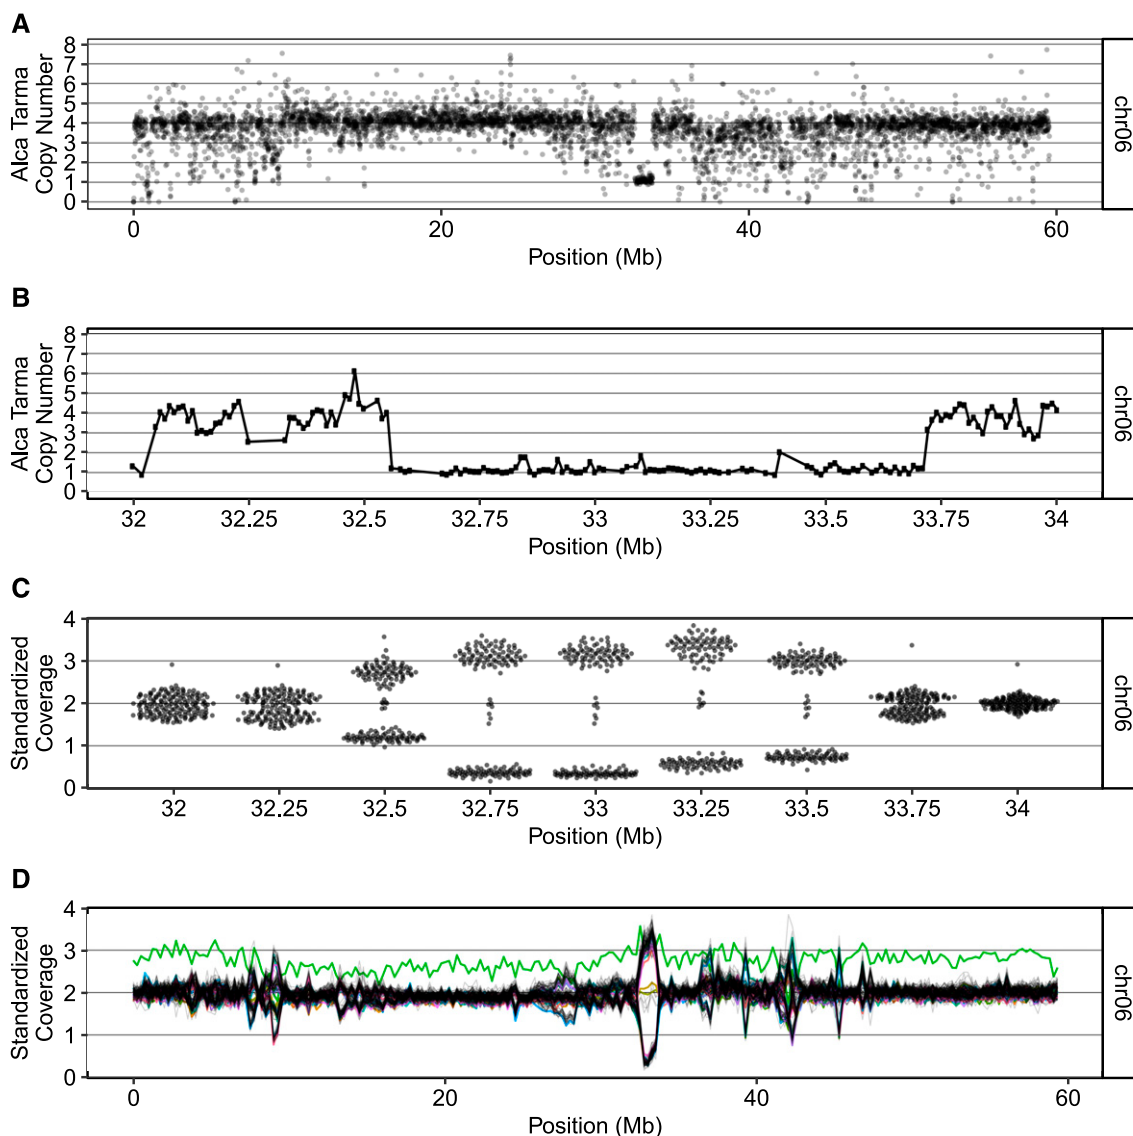 A
Alca Tarma
Copy Number
8
7
6
5
4
3
2
1
0
chr06
0 20 40 60
Position (Mb)
B
Alca Tarma
Copy Number
8
7
6
5
4
3
2
1
0
chr06
32 32.25 32.5 32.75 33 33.25 33.5 33.75 34
Position (Mb)
C
Standardized
Coverage
4
3
2
1
0
chr06
32 32.25 32.5 32.75 33 33.25 33.5 33.75 34
Position (Mb)
D
Standardized
Coverage
4
3
2
1
0
chr06
0 20 40 60
Position (Mb)